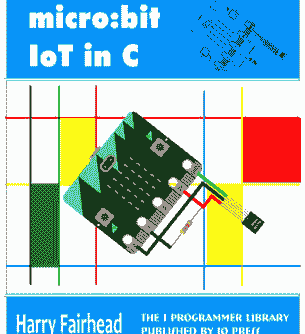 micro:bit
IoT in C
Harry Fairhead
THE I PROGRAMMER LIBRARY
PUBLISHED BY IO PRESS